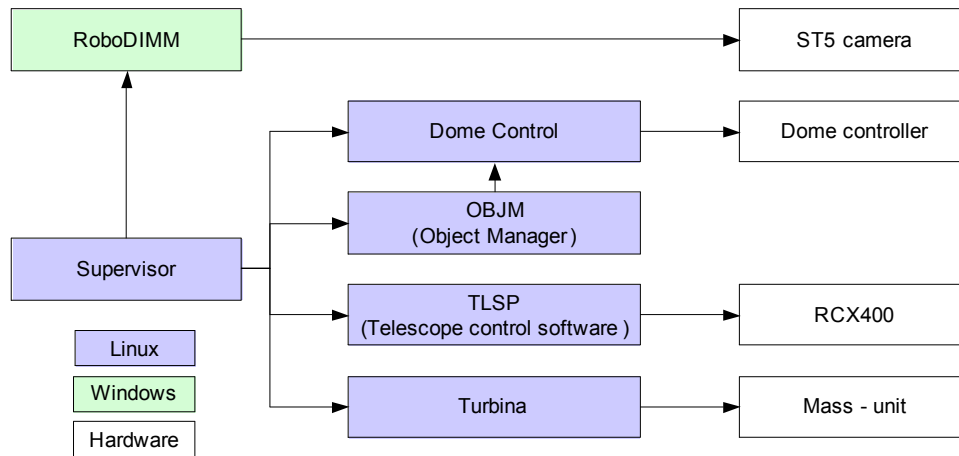 RoboDIMM
ST5 camera
Dome Control
Dome controller
OBJM
(Object Manager)
Supervisor
TLSP
(Telescope control software)
RCX400
Linux
Windows
Turbina
Mass - unit
Hardware